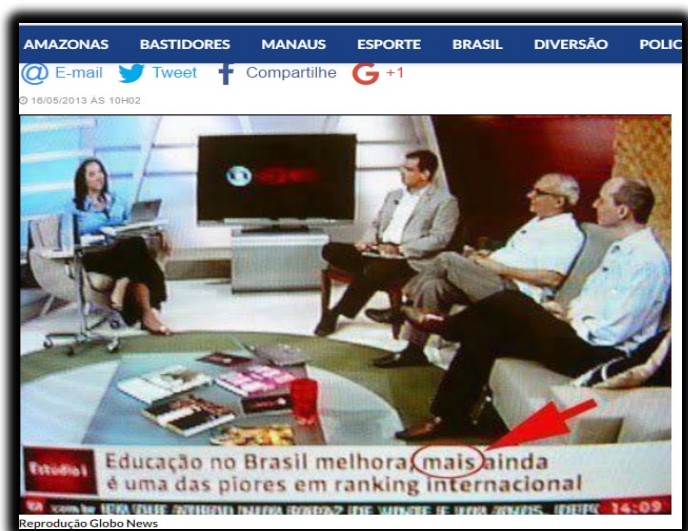 AMAZONAS BASTIDORES MANAUS ESPORTE BRASIL DIVERSÃO POLIC
@ E-mail Tweet Compartilhe G +1
16/05/2013 ÀS 10H02
Estúdio i
Educação no Brasil melhora, mais ainda
é uma das piores em ranking internacional
14:09
Reprodução Globo News